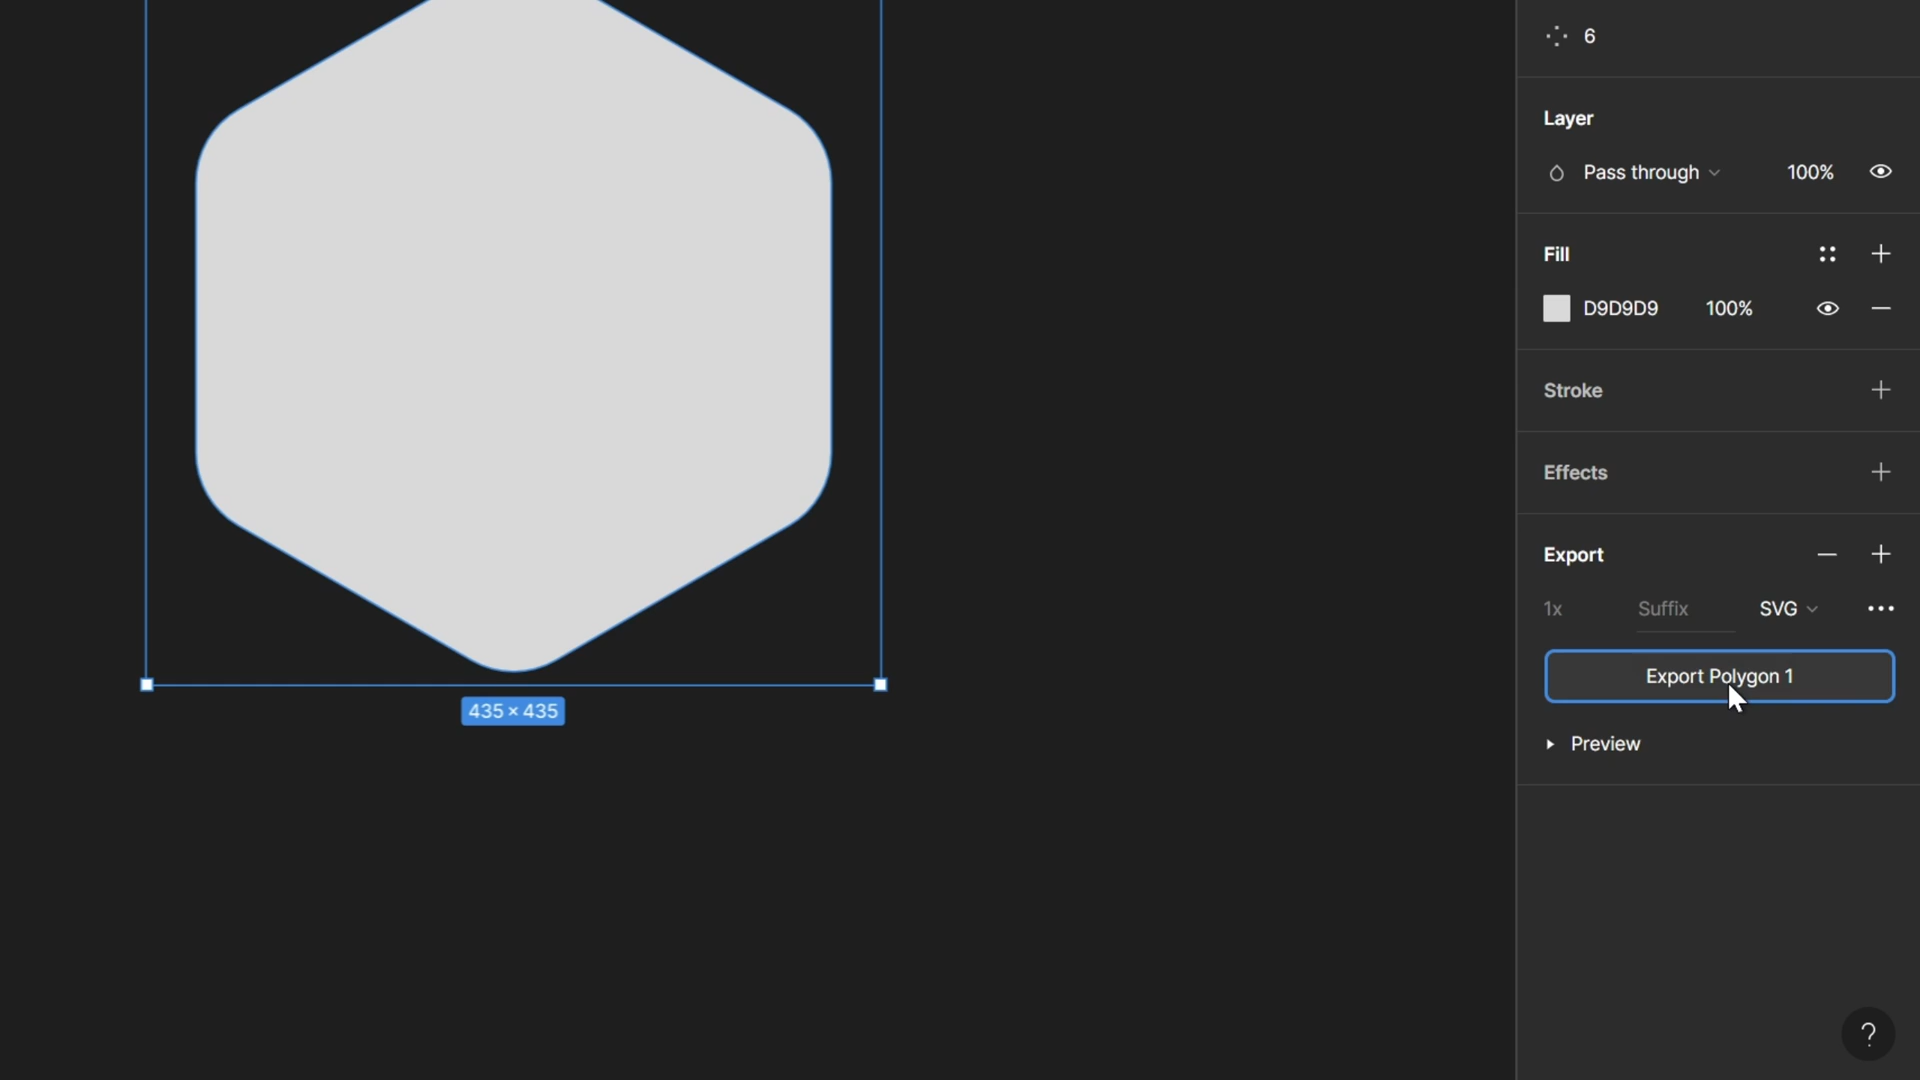 6
Layer
Pass through 100%
Fill
D9D9D9 100%
Stroke
Effects
Export
1x Suffix SVG
Export Polygon 1
Preview
435 × 435
?